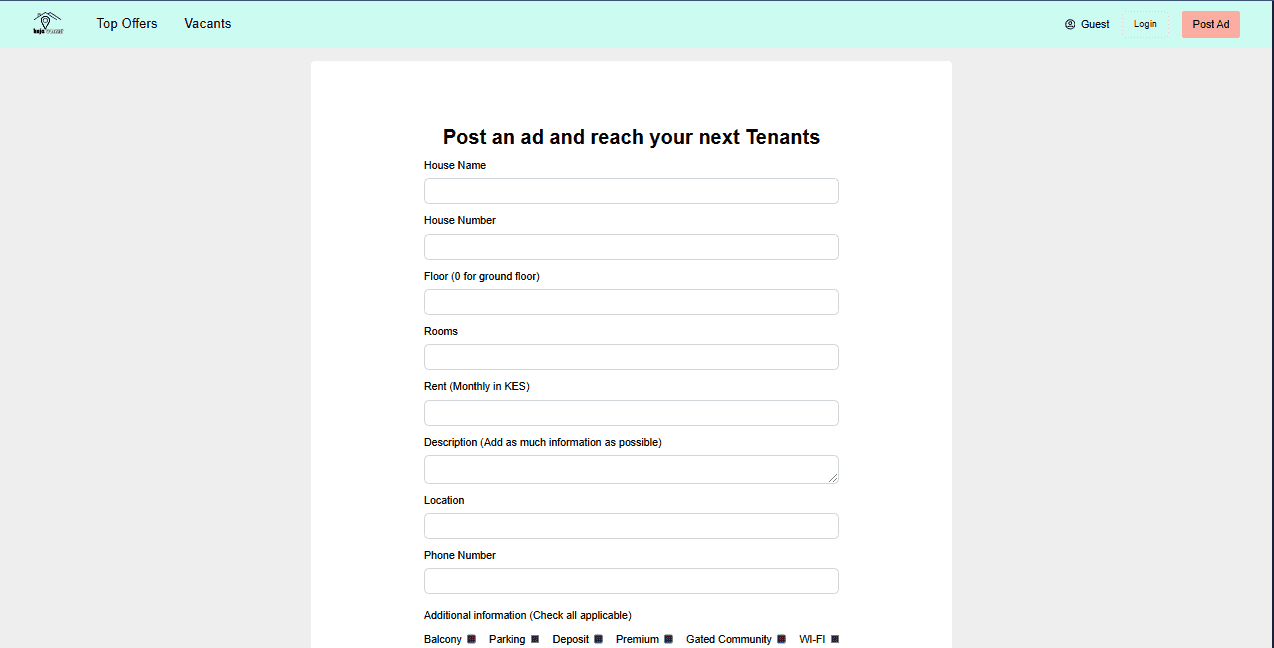 Top Offers Vacants Guest Login Post Ad
Post an ad and reach your next Tenants
House Name
House Number
Floor (0 for ground floor)
Rooms
Rent (Monthly in KES)
Description (Add as much information as possible)
Location
Phone Number
Additional information (Check all applicable)
Balcony Parking Deposit Premium Gated Community WI-FI